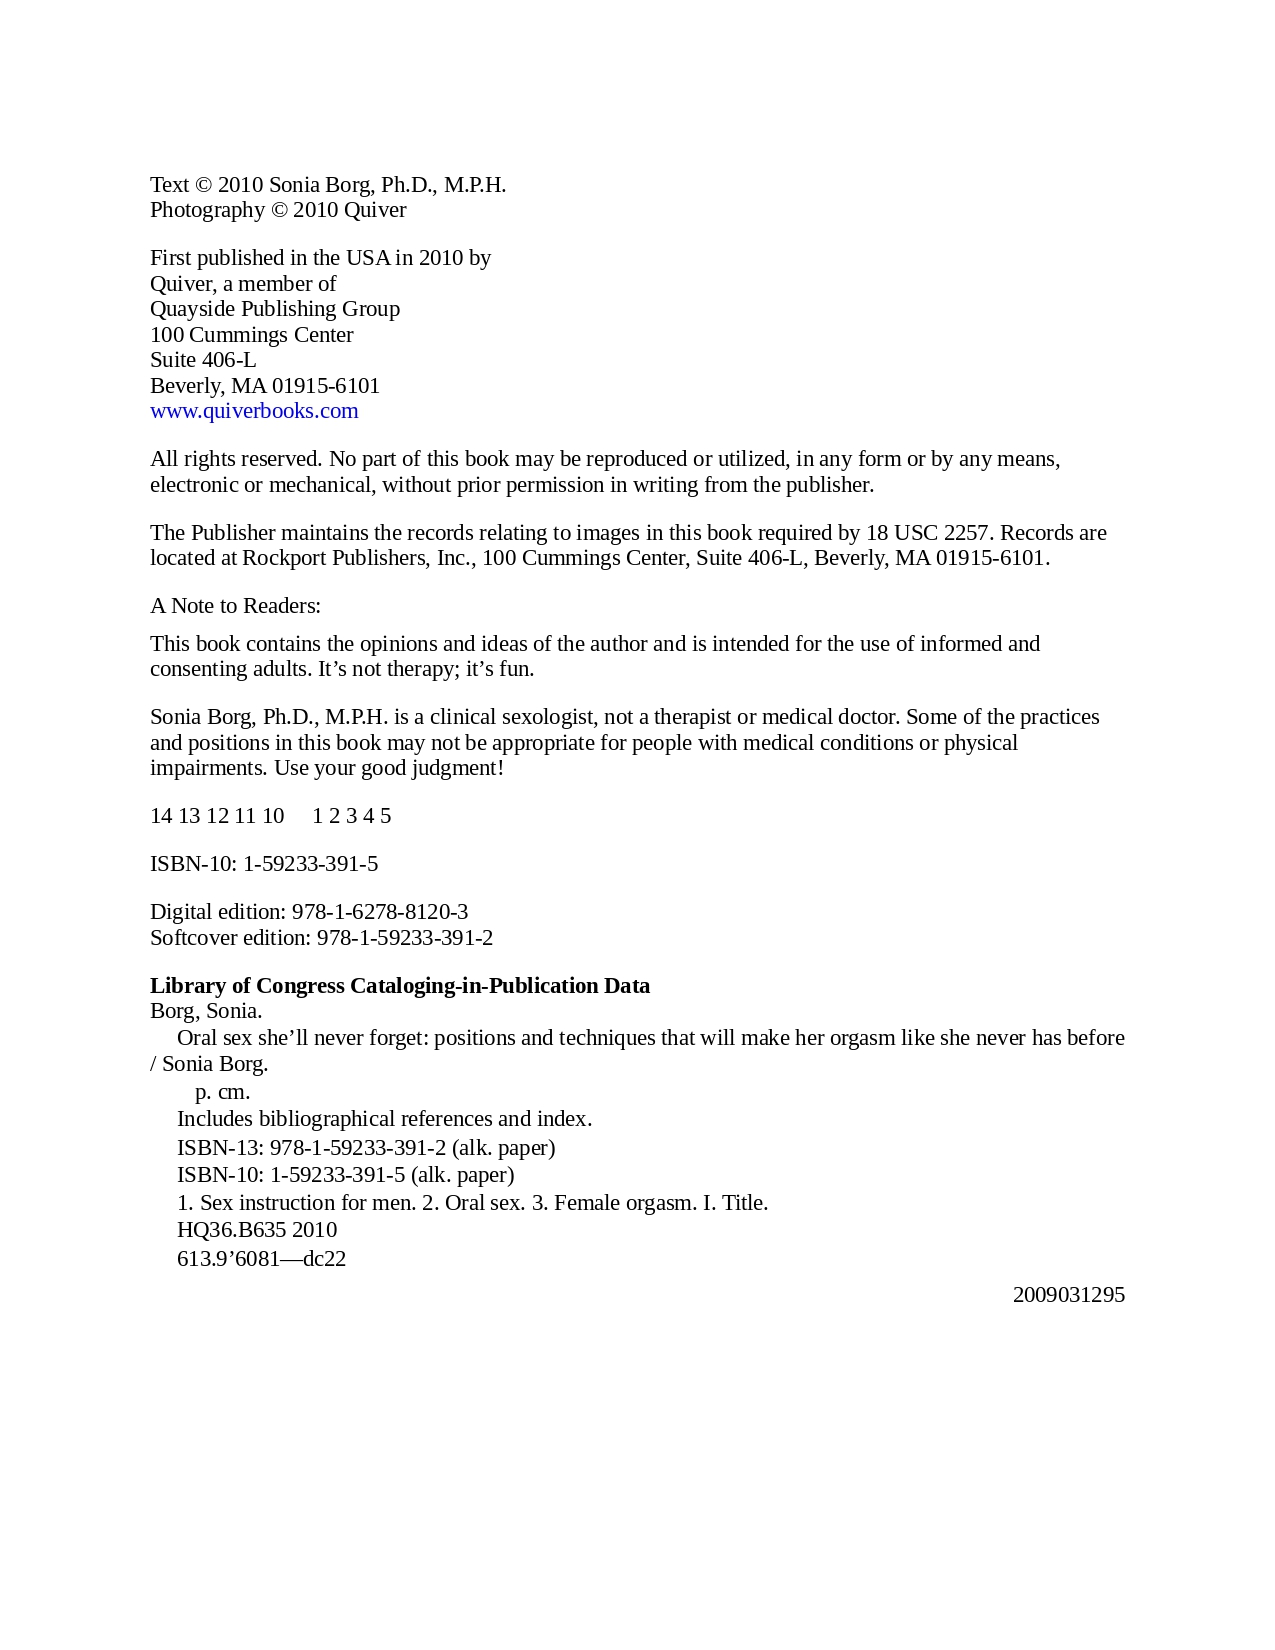 Text © 2010 Sonia Borg, Ph.D., M.P.H.
Photography © 2010 Quiver
First published in the USA in 2010 by
Quiver, a member of
Quayside Publishing Group
100 Cummings Center
Suite 406-L
Beverly, MA 01915-6101
www.quiverbooks.com
All rights reserved. No part of this book may be reproduced or utilized, in any form or by any means,
electronic or mechanical, without prior permission in writing from the publisher.
The Publisher maintains the records relating to images in this book required by 18 USC 2257. Records are
located at Rockport Publishers, Inc., 100 Cummings Center, Suite 406-L, Beverly, MA 01915-6101.
A Note to Readers:
This book contains the opinions and ideas of the author and is intended for the use of informed and
consenting adults. It’s not therapy; it’s fun.
Sonia Borg, Ph.D., M.P.H. is a clinical sexologist, not a therapist or medical doctor. Some of the practices
and positions in this book may not be appropriate for people with medical conditions or physical
impairments. Use your good judgment!
14 13 12 11 10 1 2 3 4 5
ISBN-10: 1-59233-391-5
Digital edition: 978-1-6278-8120-3
Softcover edition: 978-1-59233-391-2
Library of Congress Cataloging-in-Publication Data
Borg, Sonia.
Oral sex she’ll never forget: positions and techniques that will make her orgasm like she never has before
/ Sonia Borg.
p. cm.
Includes bibliographical references and index.
ISBN-13: 978-1-59233-391-2 (alk. paper)
ISBN-10: 1-59233-391-5 (alk. paper)
1. Sex instruction for men. 2. Oral sex. 3. Female orgasm. I. Title.
HQ36.B635 2010
613.9’6081—dc22
2009031295